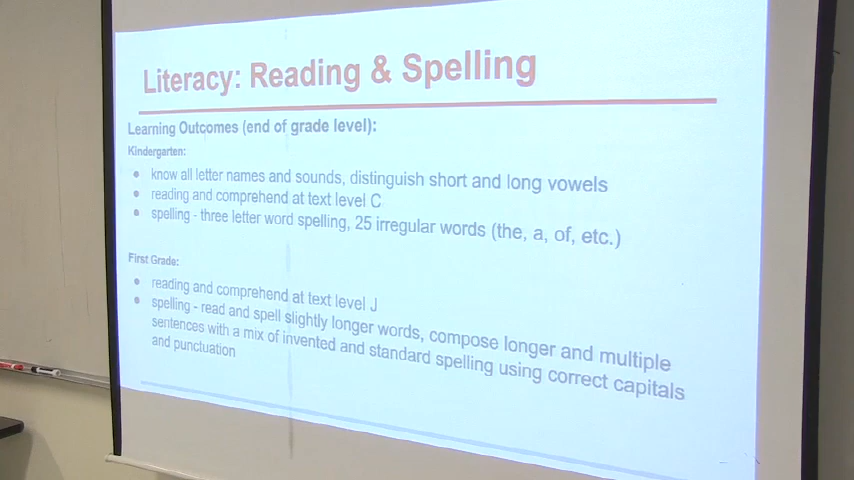 Literacy: Reading & Spelling
Learning Outcomes (end of grade level):
Kindergarten:
• know all letter names and sounds, distinguish short and long vowels
• reading and comprehend at text level C
• spelling - three letter word spelling, 25 irregular words (the, a, of, etc.)
First Grade:
• reading and comprehend at text level J
• spelling - read and spell slightly longer words, compose longer and multiple
sentences with a mix of invented and standard spelling using correct capitals
and punctuation